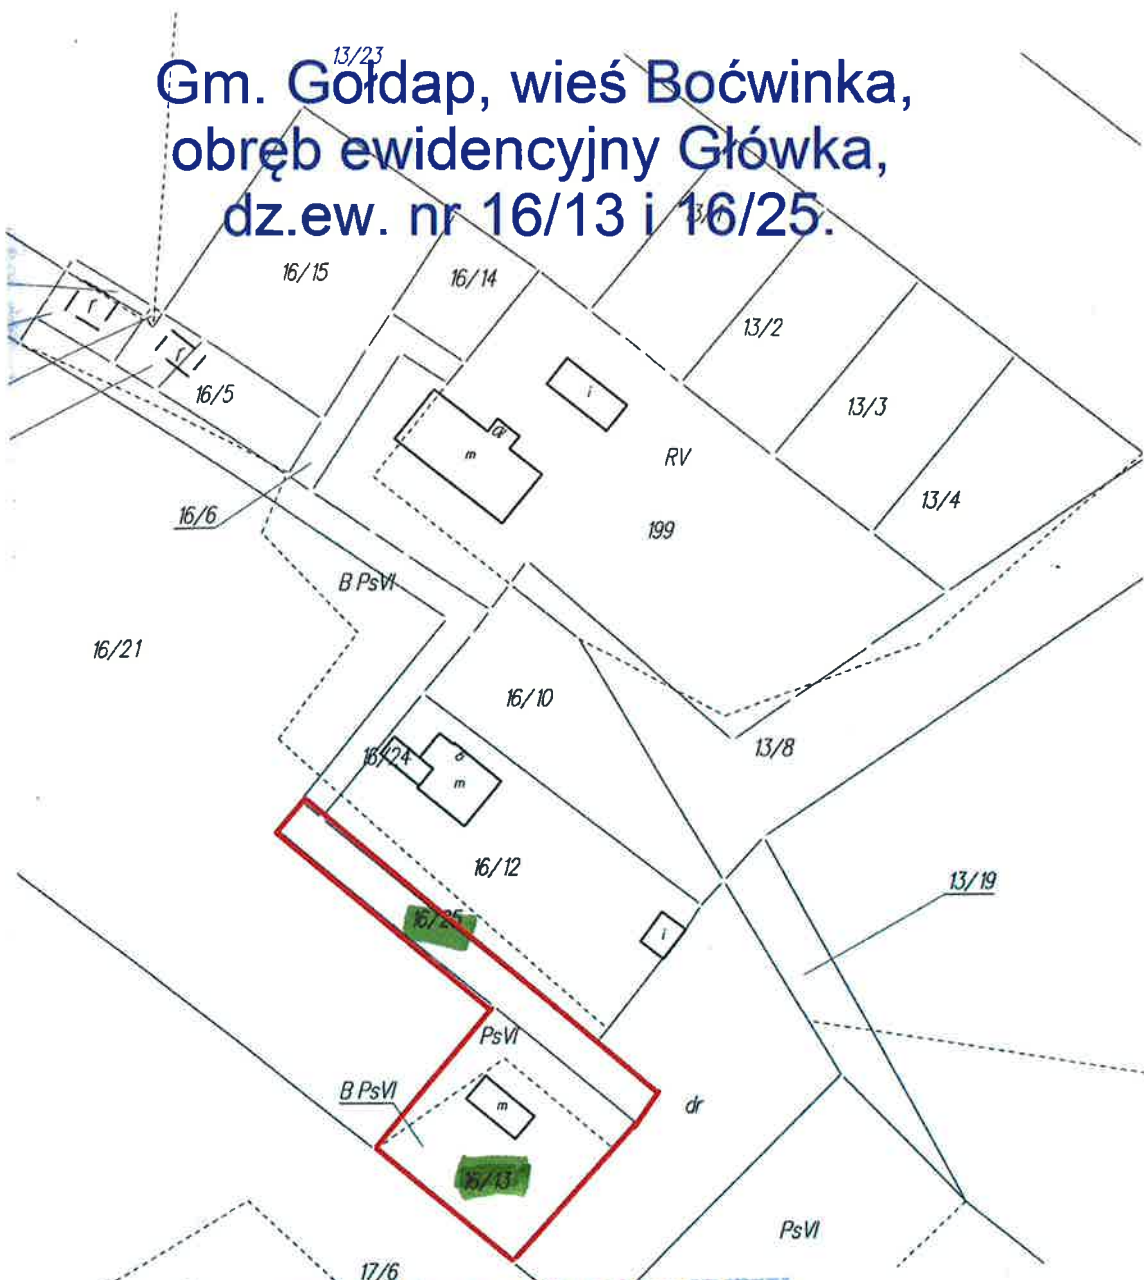 13/23
Gm. Gołdap, wieś Boćwinka,
obręb ewidencyjny Główka,
dz.ew. nr 16/13 i 16/25.
16/15
16/14
13/2
i
16/5
13/3
m
RV
13/4
16/6
199
B PsVI
16/21
16/10
13/8
16/24
m
16/12
13/19
16/25
i
PsVI
B PsVI
m
dr
16/13
PsVI
17/6